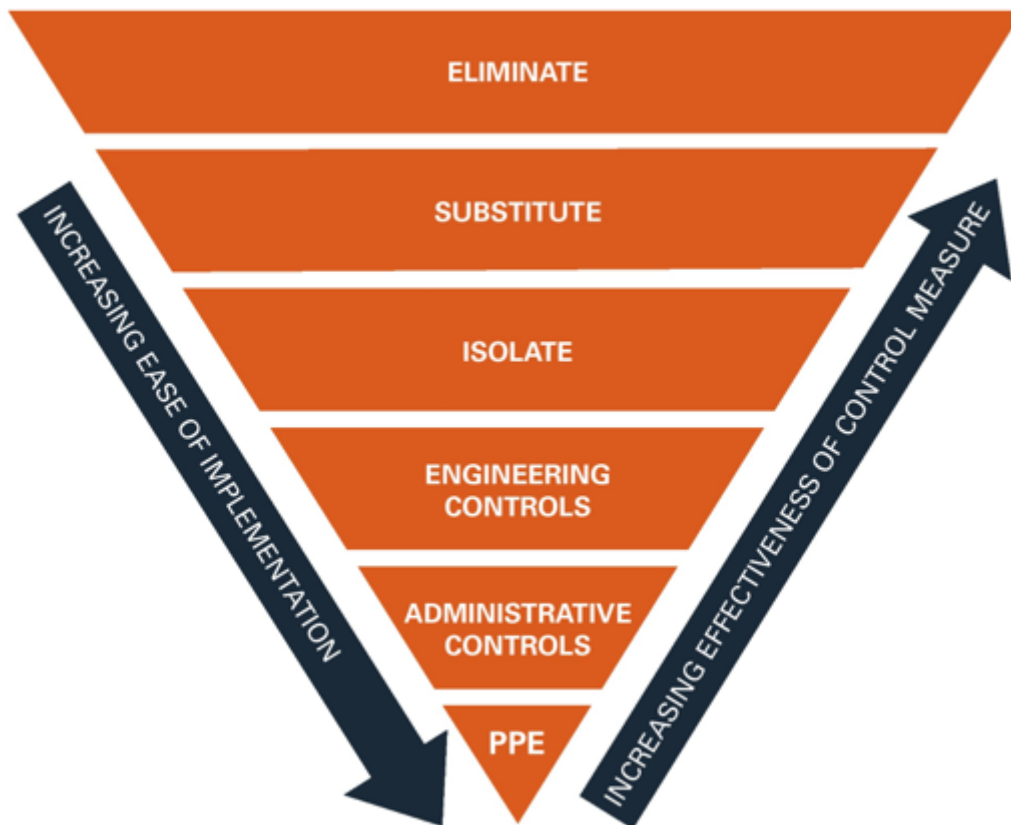 ELIMINATE
SUBSTITUTE
ISOLATE
ENGINEERING
CONTROLS
ADMINISTRATIVE
CONTROLS
PPE
INCREASING EASE OF IMPLEMENTATION
INCREASING EFFECTIVENESS OF CONTROL MEASURE